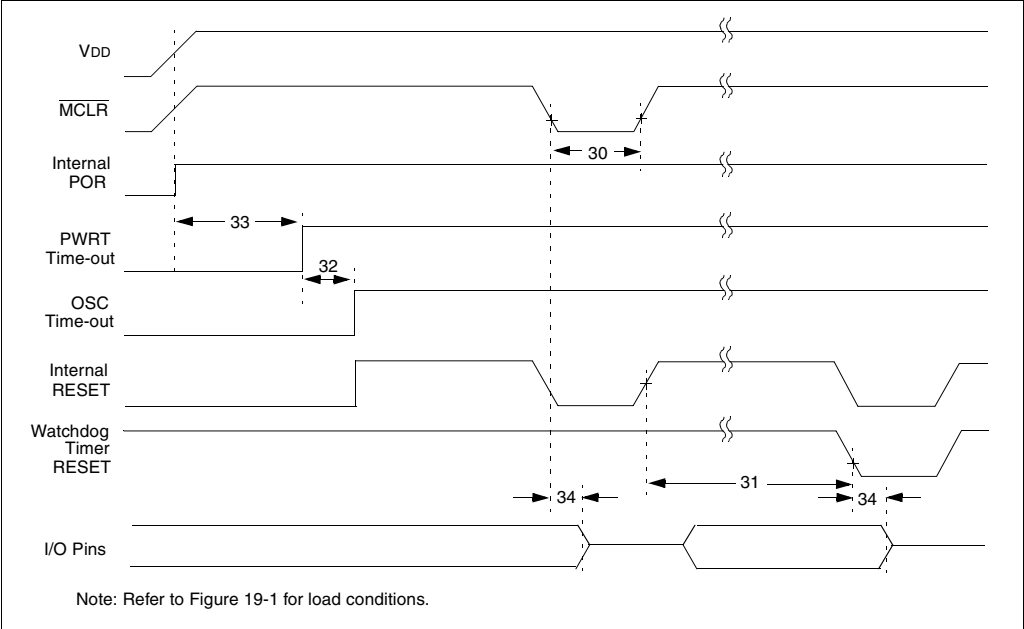 VDD
MCLR
30
Internal
POR
33
PWRT
Time-out
32
OSC
Time-out
Internal
RESET
Watchdog
Timer
RESET
31
34
34
I/O Pins
Note: Refer to Figure 19-1 for load conditions.